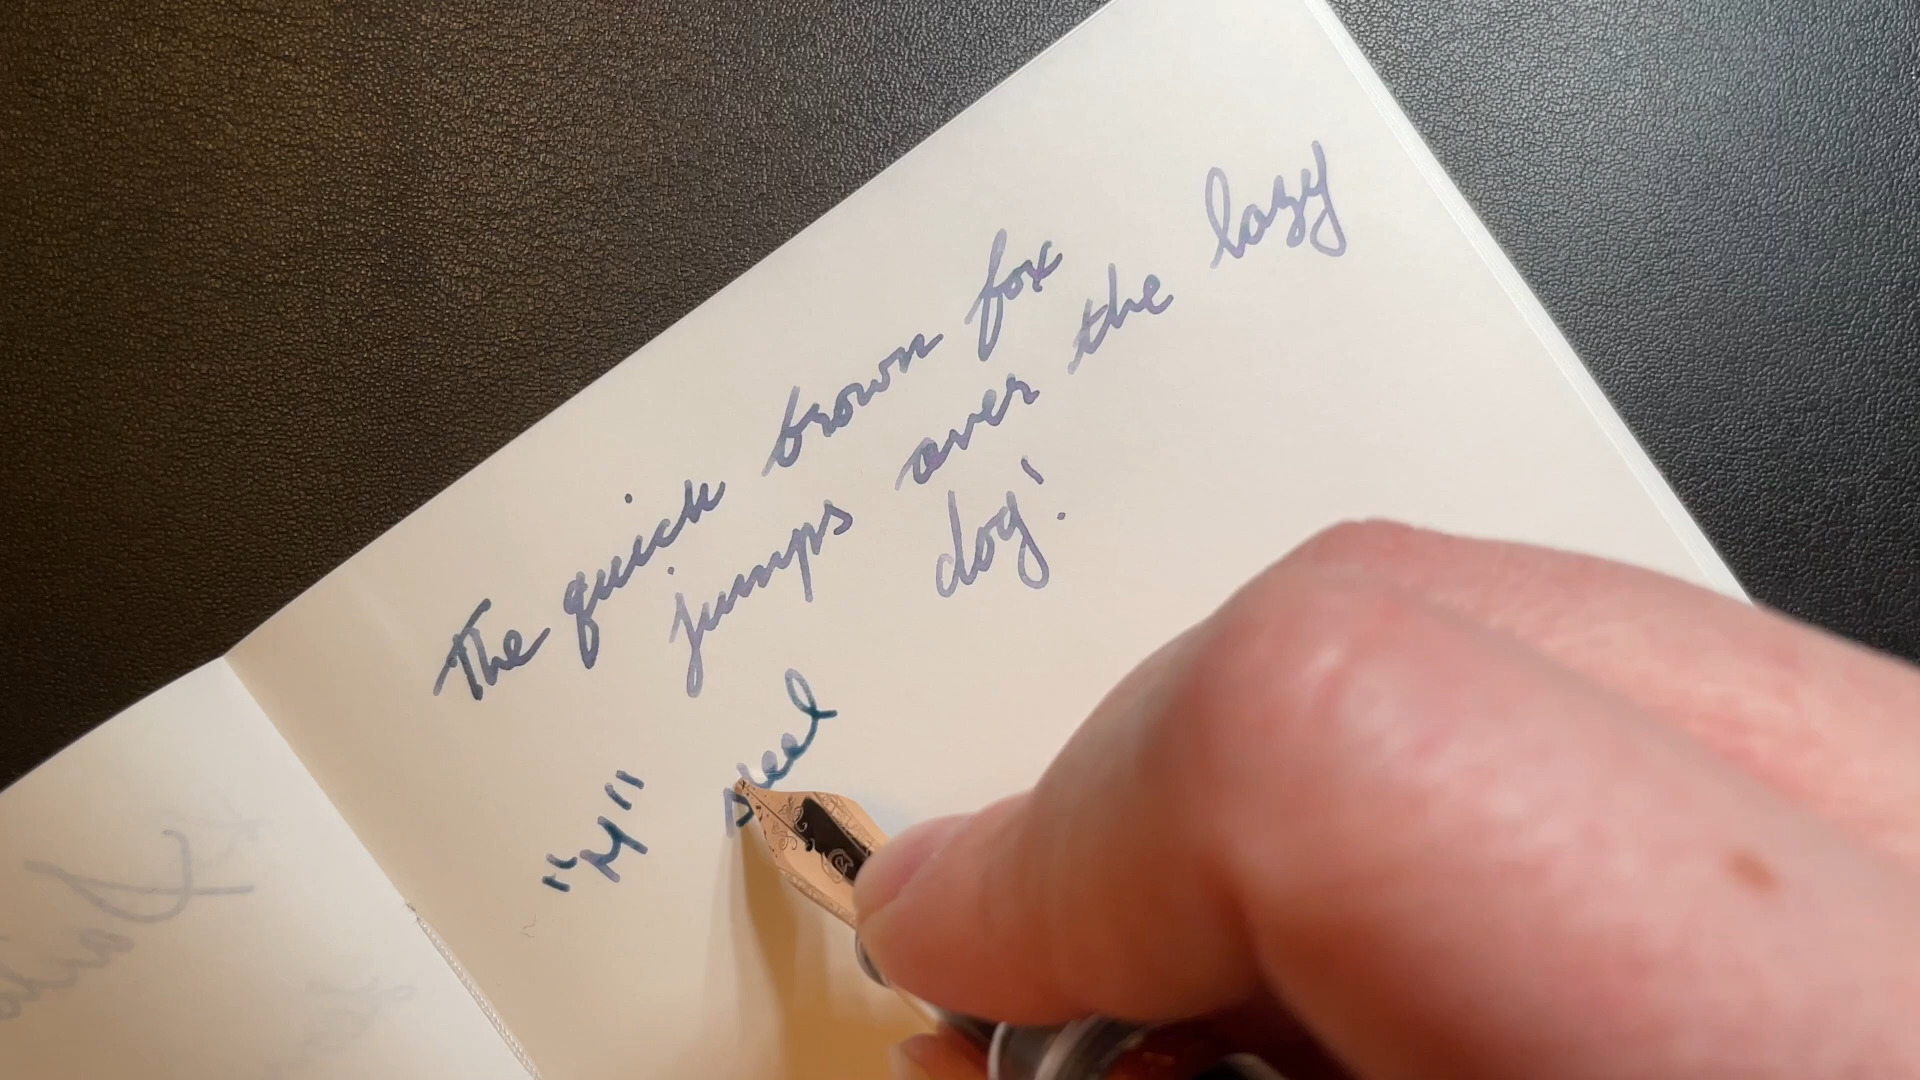 The quick brown fox
jumps over the lazy
dog!
"M" steel